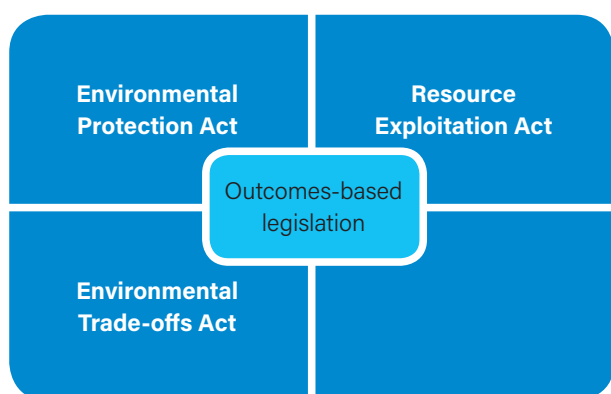 Environmental
Protection Act
Resource
Exploitation Act
Outcomes-based
legislation
Environmental
Trade-offs Act